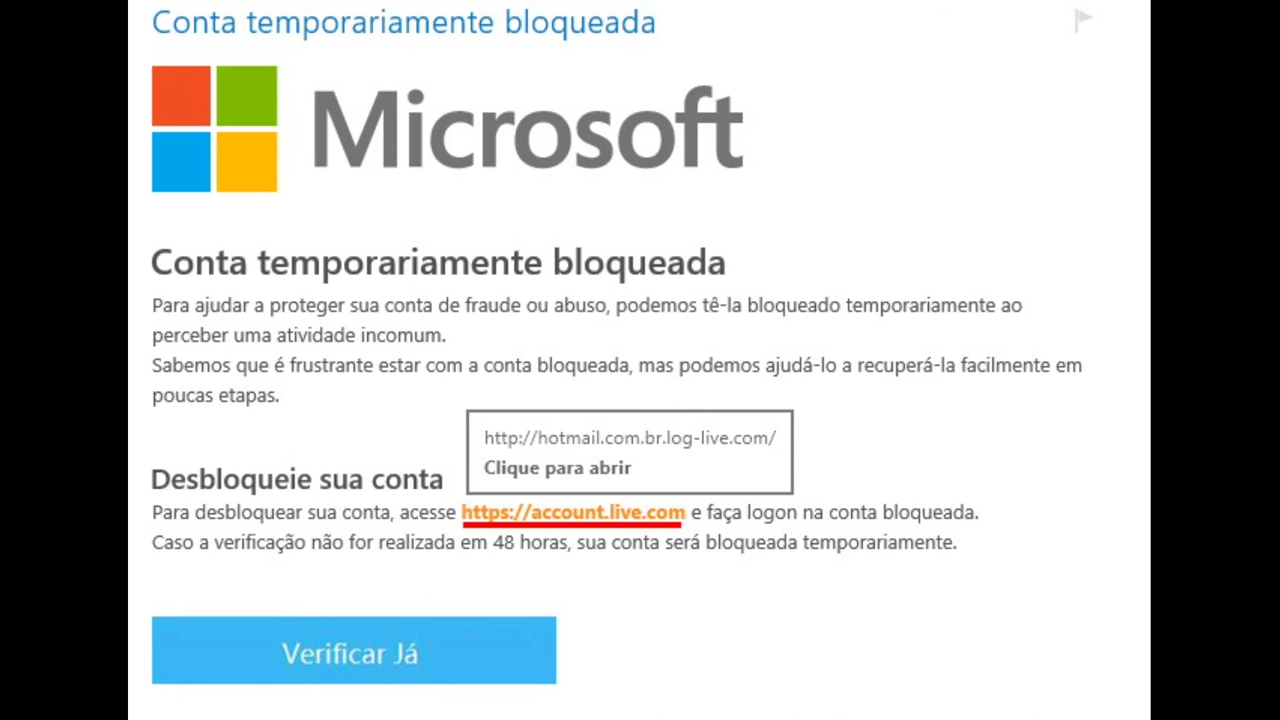 Conta temporariamente bloqueada
Microsoft
Conta temporariamente bloqueada
Para ajudar a proteger sua conta de fraude ou abuso, podemos tê-la bloqueado temporariamente ao
perceber uma atividade incomum.
Sabemos que é frustrante estar com a conta bloqueada, mas podemos ajudá-lo a recuperá-la facilmente em
poucas etapas.
http://hotmail.com.br.log-live.com/
Clique para abrir
Desbloqueie sua conta
Para desbloquear sua conta, acesse https://account.live.com e faça logon na conta bloqueada.
Caso a verificação não for realizada em 48 horas, sua conta será bloqueada temporariamente.
Verificar Já